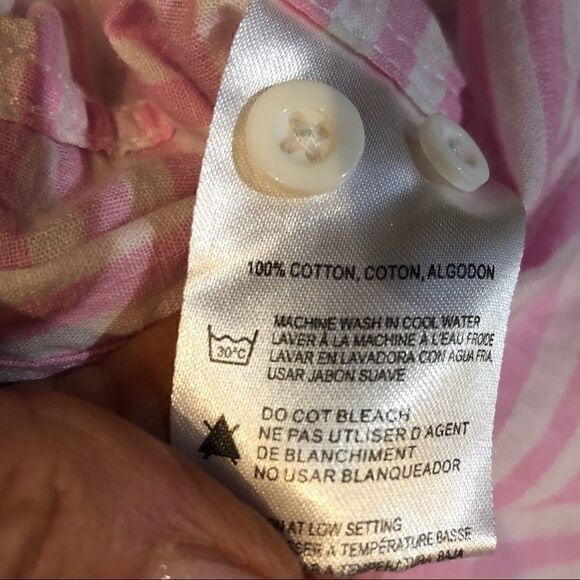 100% COTTON, COTON, ALGODON
MACHINE WASH IN COOL WATER
LAVER À LA MACHINE À L'EAU FROIDE
LAVAR EN LAVADORA CON AGUA FRIA
USAR JABON SUAVE
30°C
DO COT BLEACH
NE PAS UTLISER D'AGENT
DE BLANCHIMENT
NO USAR BLANQUEADOR
AT LOW SETTING
À TEMPÉRATURE BASSE
BAJA